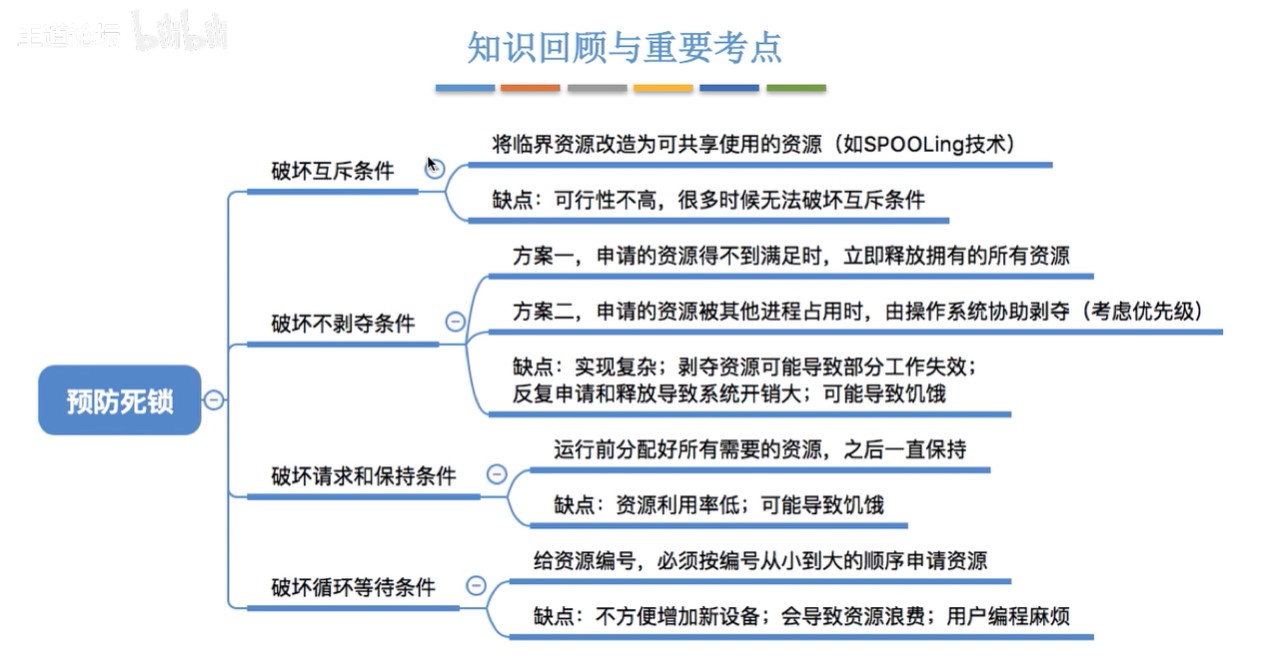 王道论坛 bilibili
知识回顾与重要考点
将临界资源改造为可共享使用的资源（如SPOOLing技术）
破坏互斥条件
缺点：可行性不高，很多时候无法破坏互斥条件
方案一，申请的资源得不到满足时，立即释放拥有的所有资源
方案二，申请的资源被其他进程占用时，由操作系统协助剥夺（考虑优先级）
破坏不剥夺条件
缺点：实现复杂；剥夺资源可能导致部分工作失效；
反复申请和释放导致系统开销大；可能导致饥饿
预防死锁
运行前分配好所有需要的资源，之后一直保持
破坏请求和保持条件
缺点：资源利用率低；可能导致饥饿
给资源编号，必须按编号从小到大的顺序申请资源
破坏循环等待条件
缺点：不方便增加新设备；会导致资源浪费；用户编程麻烦